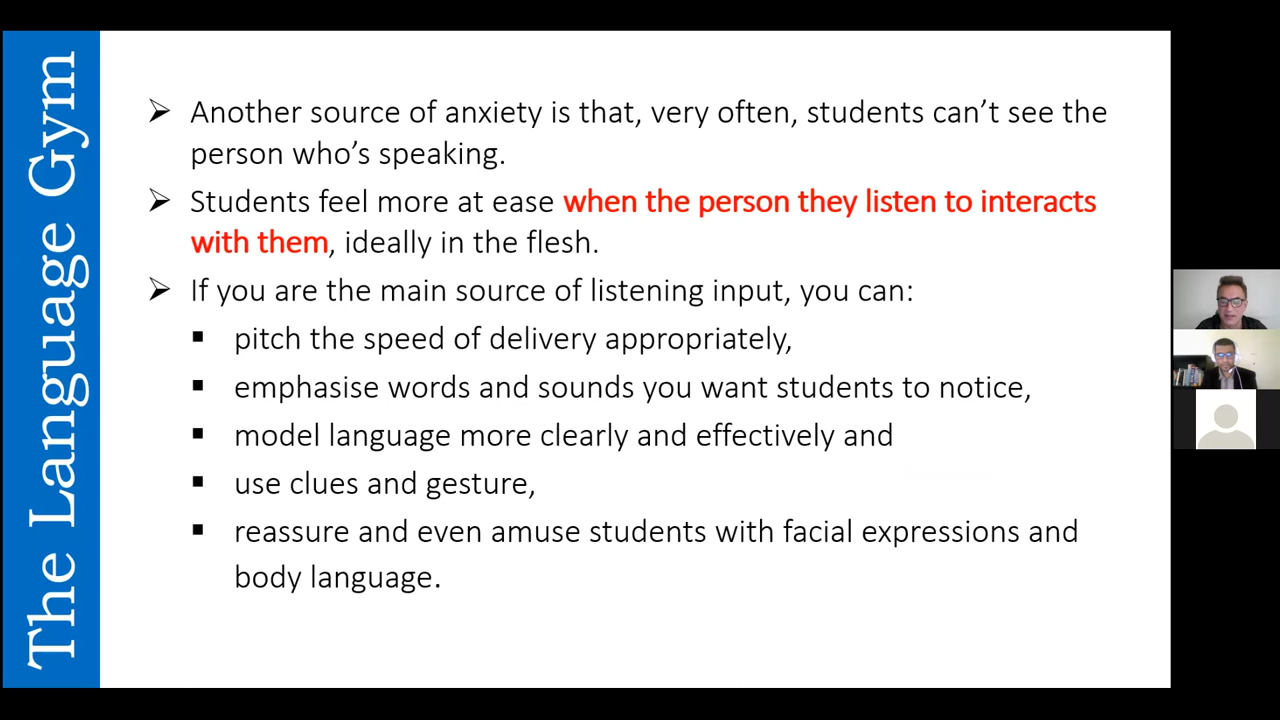 The Language Gym
Another source of anxiety is that, very often, students can’t see the
person who’s speaking.
Students feel more at ease when the person they listen to interacts
with them, ideally in the flesh.
If you are the main source of listening input, you can:
pitch the speed of delivery appropriately,
emphasise words and sounds you want students to notice,
model language more clearly and effectively and
use clues and gesture,
reassure and even amuse students with facial expressions and
body language.